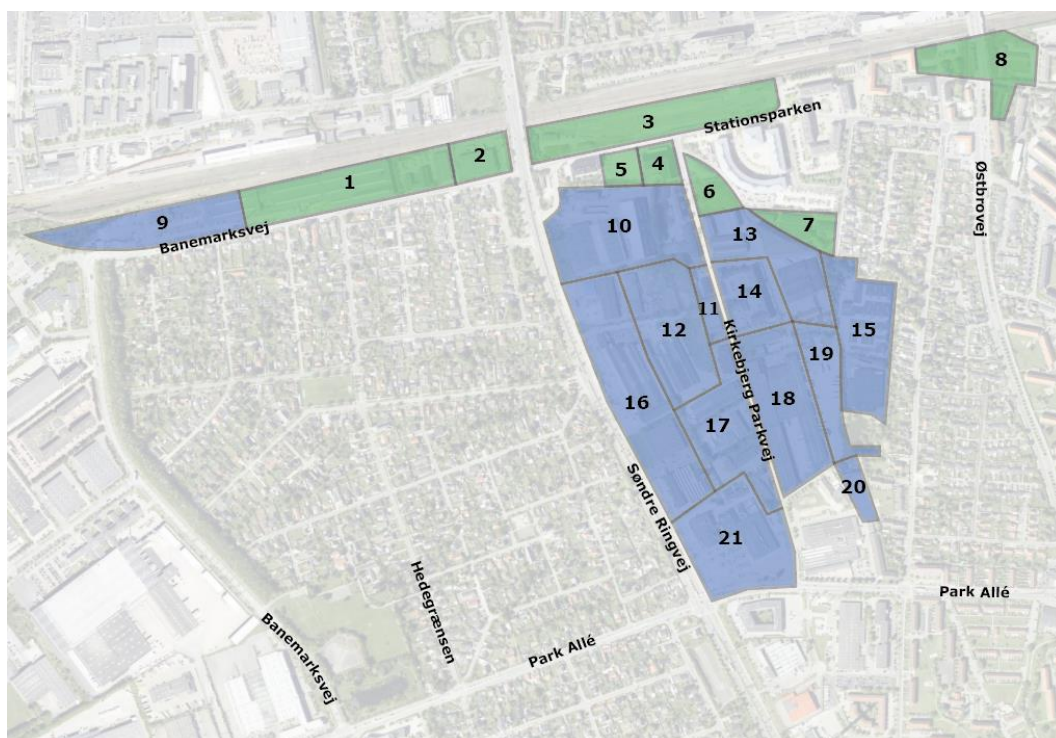 8
3
Stationsparken
2
5
4
1
6
Østbrovej
9
10
7
13
Banemarksvej
14
11
12
15
19
Kirkebjerg Parkvej
16
17
18
20
Søndre Ringvej
21
Hedegrænsen
Park Allé
Banemarksvej
Park Allé